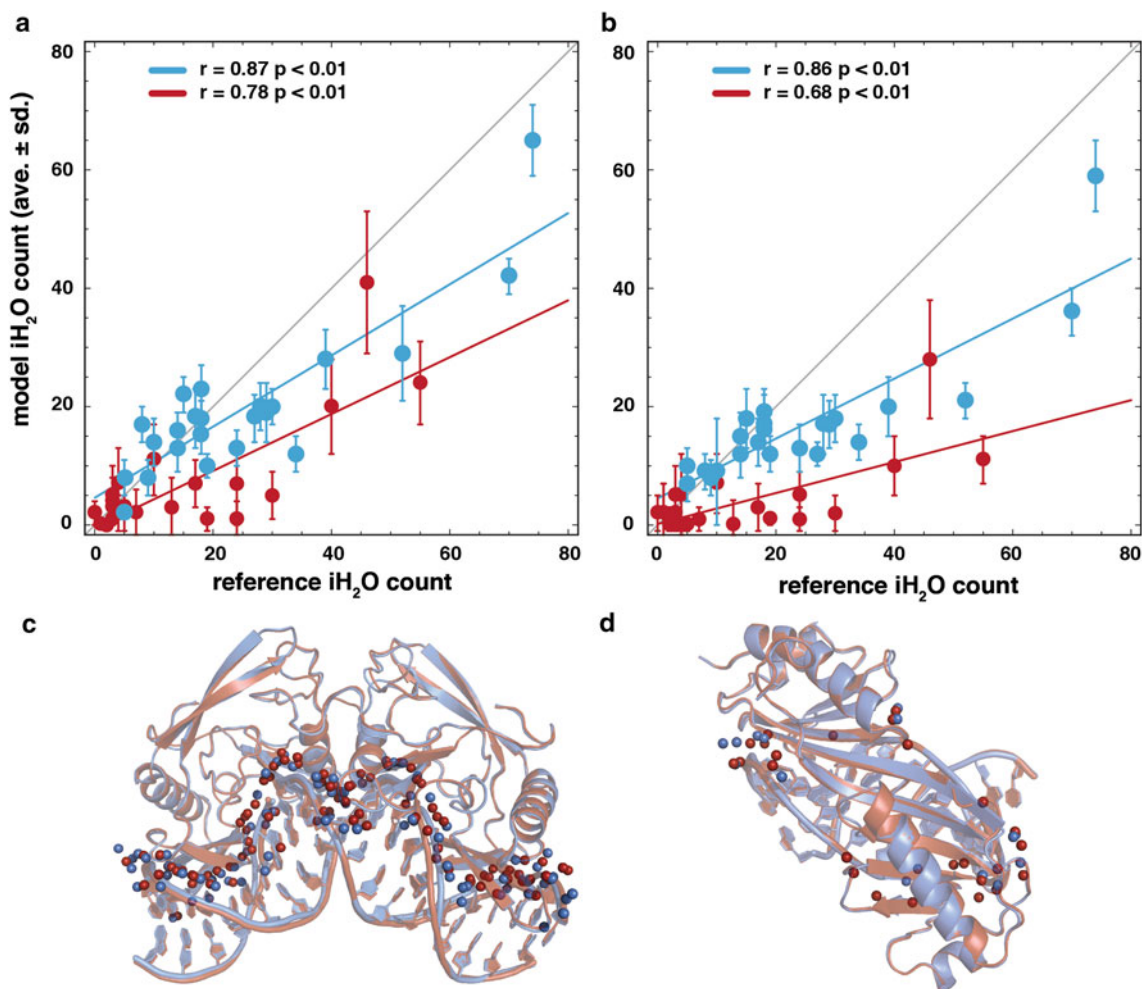 a
80
60
40
20
0
r = 0.87 p < 0.01
r = 0.78 p < 0.01
model iH₂O count (ave. ± sd.)
0 20 40 60 80
reference iH₂O count
b
80
60
40
20
0
r = 0.86 p < 0.01
r = 0.68 p < 0.01
0 20 40 60 80
reference iH₂O count
c
d